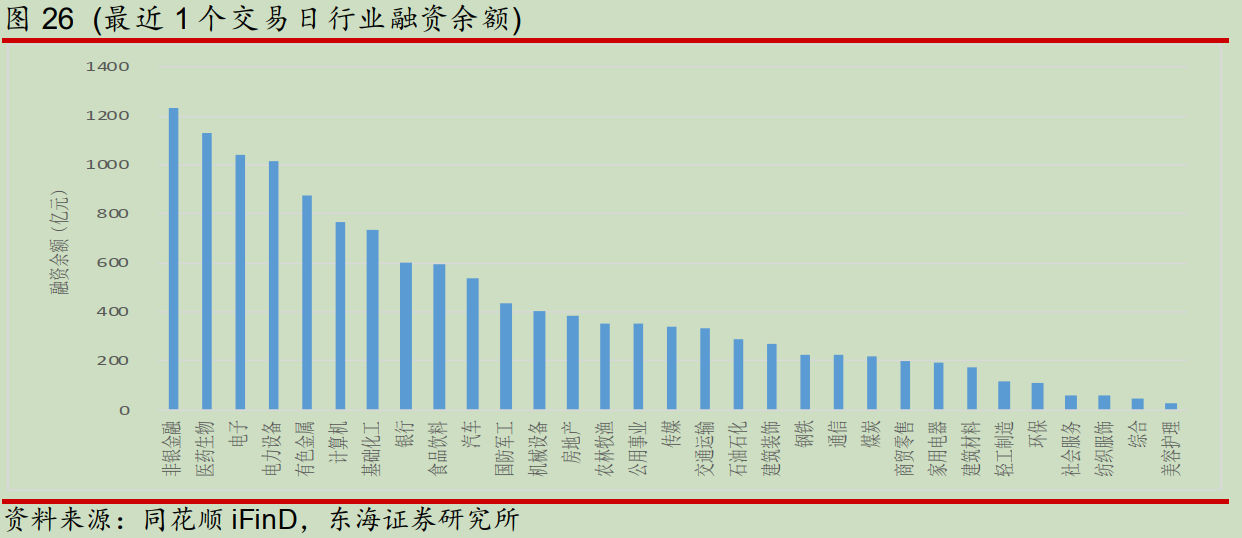 图 26 (最近 1 个交易日行业融资余额)
1400
1200
1000
800
600
400
200
0
融资余额（亿元）
非银金融
医药生物
电子
电力设备
有色金属
计算机
基础化工
银行
食品饮料
汽车
国防军工
机械设备
房地产
农林牧渔
公用事业
传媒
交通运输
石油石化
建筑装饰
钢铁
通信
煤炭
商贸零售
家用电器
建筑材料
轻工制造
环保
社会服务
纺织服饰
综合
美容护理
资料来源：同花顺 iFinD，东海证券研究所